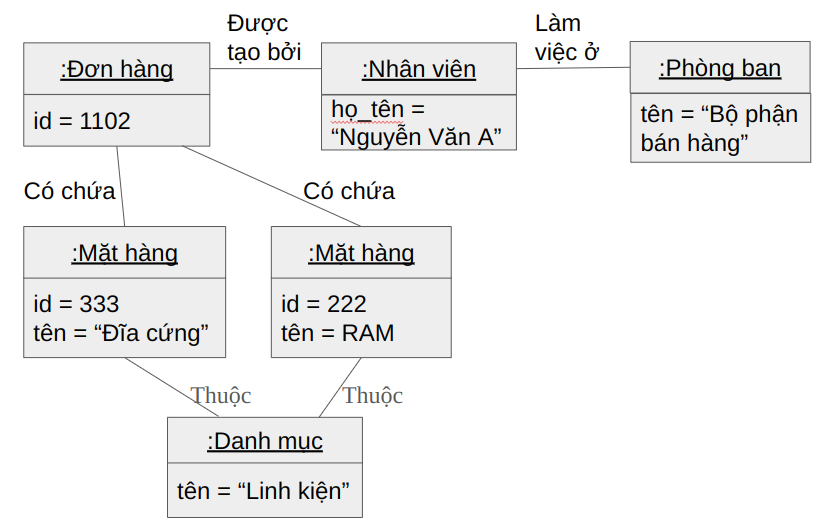 Được
tạo bởi
Làm
việc ở
:Đơn hàng
id = 1102
:Nhân viên
họ_tên =
“Nguyễn Văn A”
:Phòng ban
tên = “Bộ phận
bán hàng”
Có chứa
Có chứa
:Mặt hàng
id = 333
tên = “Đĩa cứng”
:Mặt hàng
id = 222
tên = RAM
Thuộc
Thuộc
:Danh mục
tên = “Linh kiện”